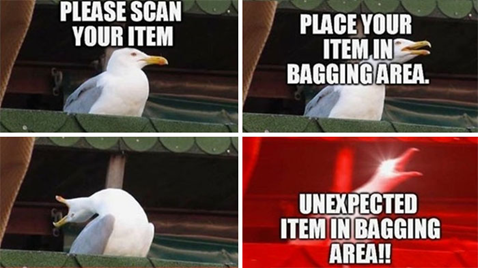 PLEASE SCAN
YOUR ITEM
PLACE YOUR
ITEM IN
BAGGING AREA.
UNEXPECTED
ITEM IN BAGGING
AREA!!